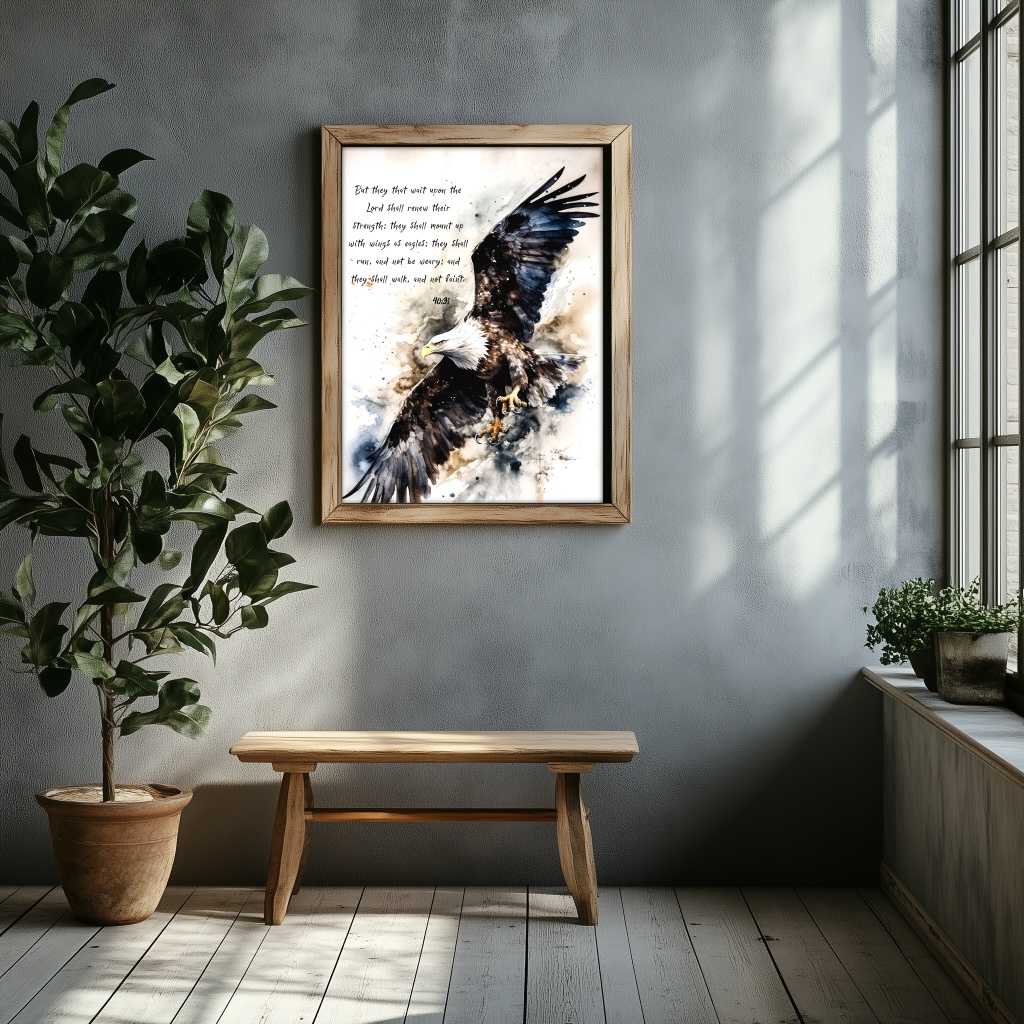 But they that wait upon the
Lord shall renew their
strength; they shall mount up
with wings as eagles; they shall
run, and not be weary; and
they shall walk, and not faint.
40:31